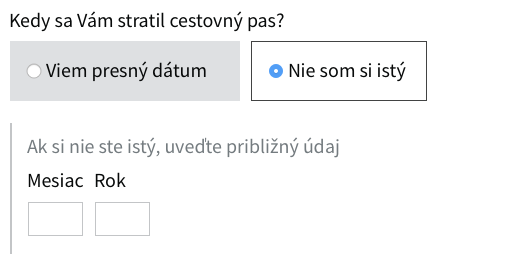 Kedy sa Vám stratil cestovný pas?
Viem presný dátum Nie som si istý
Ak si nie ste istý, uveďte približný údaj
Mesiac Rok